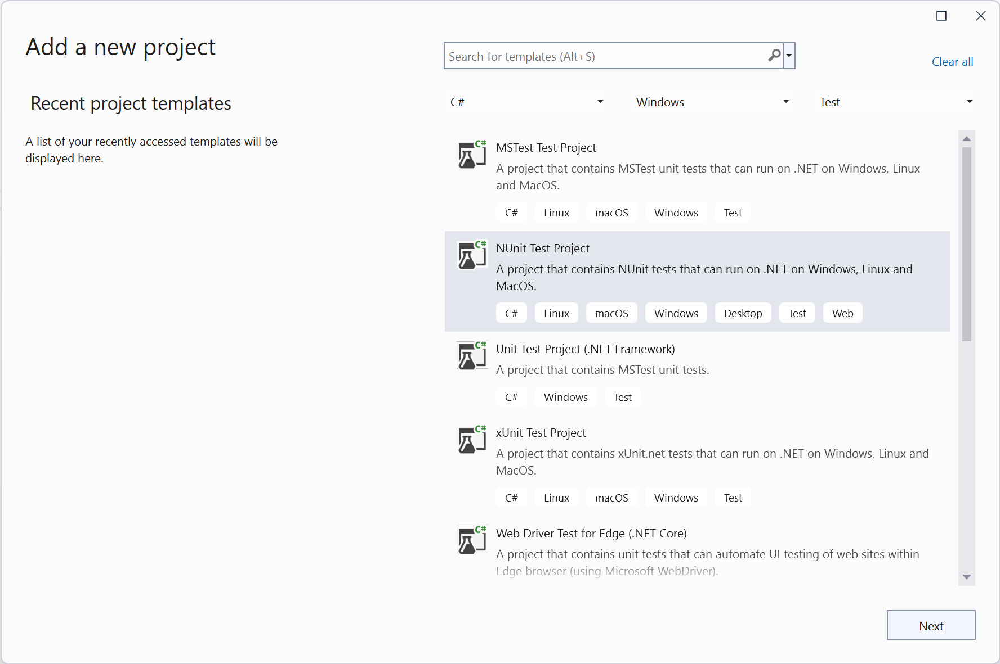 Add a new project
Search for templates (Alt+S)
Clear all
Recent project templates
C#
Windows
Test
A list of your recently accessed templates will be
displayed here.
C#
MSTest Test Project
A project that contains MSTest unit tests that can run on .NET on Windows, Linux
and MacOS.
C# Linux macOS Windows Test
C#
NUnit Test Project
A project that contains NUnit tests that can run on .NET on Windows, Linux and
MacOS.
C# Linux macOS Windows Desktop Test Web
C#
Unit Test Project (.NET Framework)
A project that contains MSTest unit tests.
C# Windows Test
C#
xUnit Test Project
A project that contains xUnit.net tests that can run on .NET on Windows, Linux and
MacOS.
C# Linux macOS Windows Test
C#
Web Driver Test for Edge (.NET Core)
A project that contains unit tests that can automate UI testing of web sites within
Edge browser (using Microsoft WebDriver).
Next